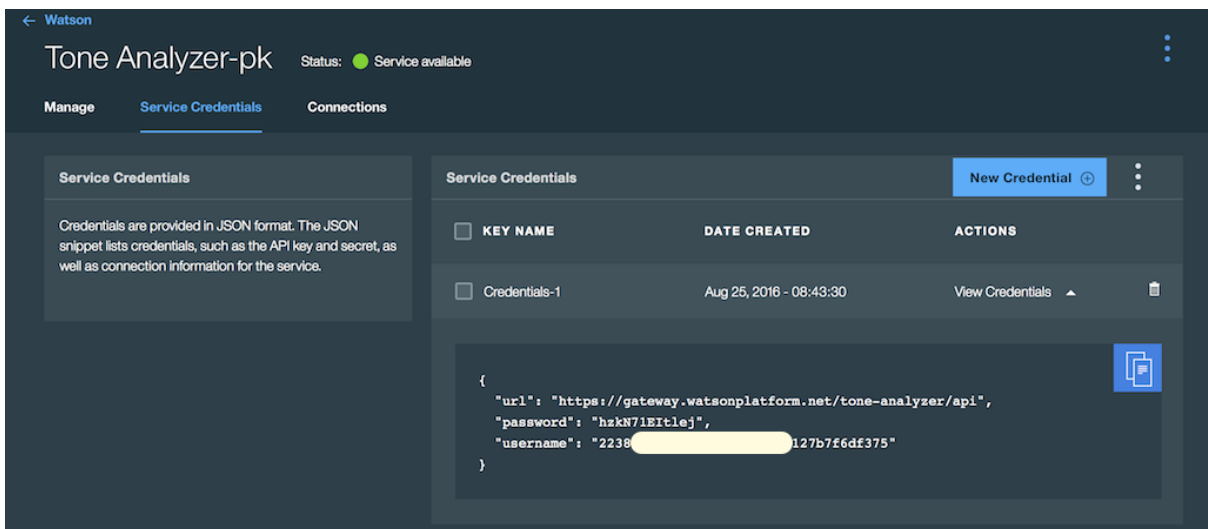 ← Watson
Tone Analyzer-pk Status: Service available
Manage Service Credentials Connections
Service Credentials
Credentials are provided in JSON format. The JSON
snippet lists credentials, such as the API key and secret, as
well as connection information for the service.
Service Credentials New Credential
KEY NAME DATE CREATED ACTIONS
Credentials-1 Aug 25, 2016 - 08:43:30 View Credentials
{
"url": "https://gateway.watsonplatform.net/tone-analyzer/api",
"password": "hzkN71EItlej",
"username": "2238 127b7f6df375"
}